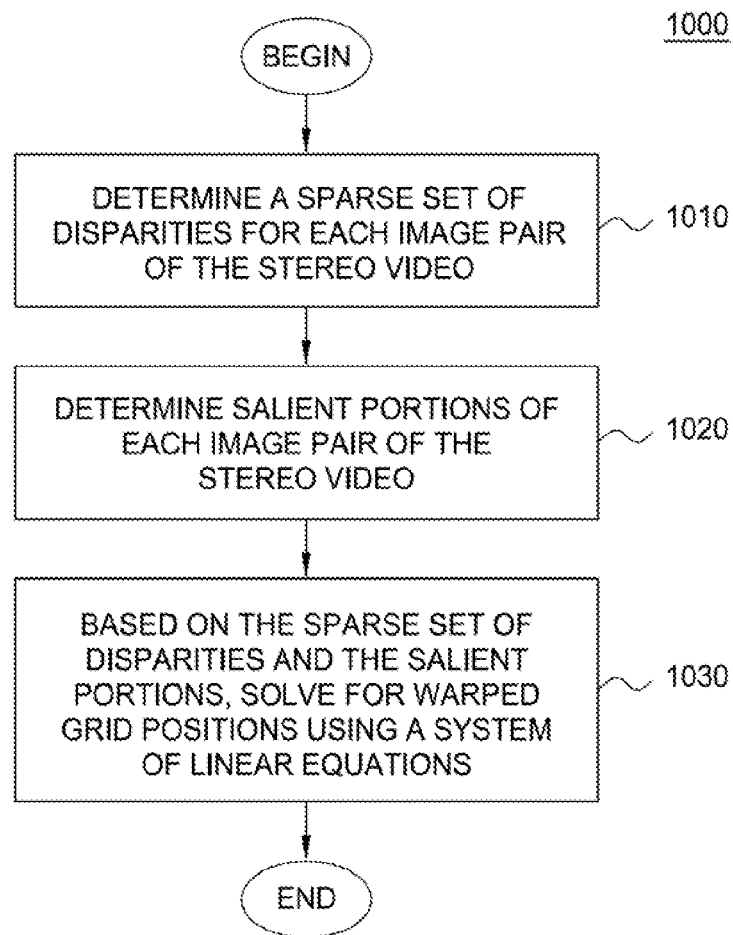 1000
BEGIN
DETERMINE A SPARSE SET OF
DISPARITIES FOR EACH IMAGE PAIR
OF THE STEREO VIDEO
1010
DETERMINE SALIENT PORTIONS OF
EACH IMAGE PAIR OF THE
STEREO VIDEO
1020
BASED ON THE SPARSE SET OF
DISPARITIES AND THE SALIENT
PORTIONS, SOLVE FOR WARPED
GRID POSITIONS USING A SYSTEM
OF LINEAR EQUATIONS
1030
END